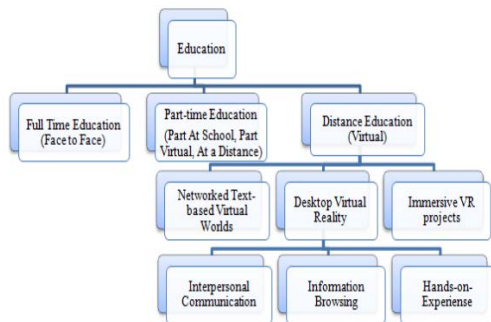 Education
Full Time Education
(Face to Face)
Part-time Education
(Part At School, Part
Virtual, At a Distance)
Distance Education
(Virtual)
Networked Text-
based Virtual
Worlds
Desktop Virtual
Reality
Immersive VR
projects
Interpersonal
Communication
Information
Browsing
Hands-on-
Experiense